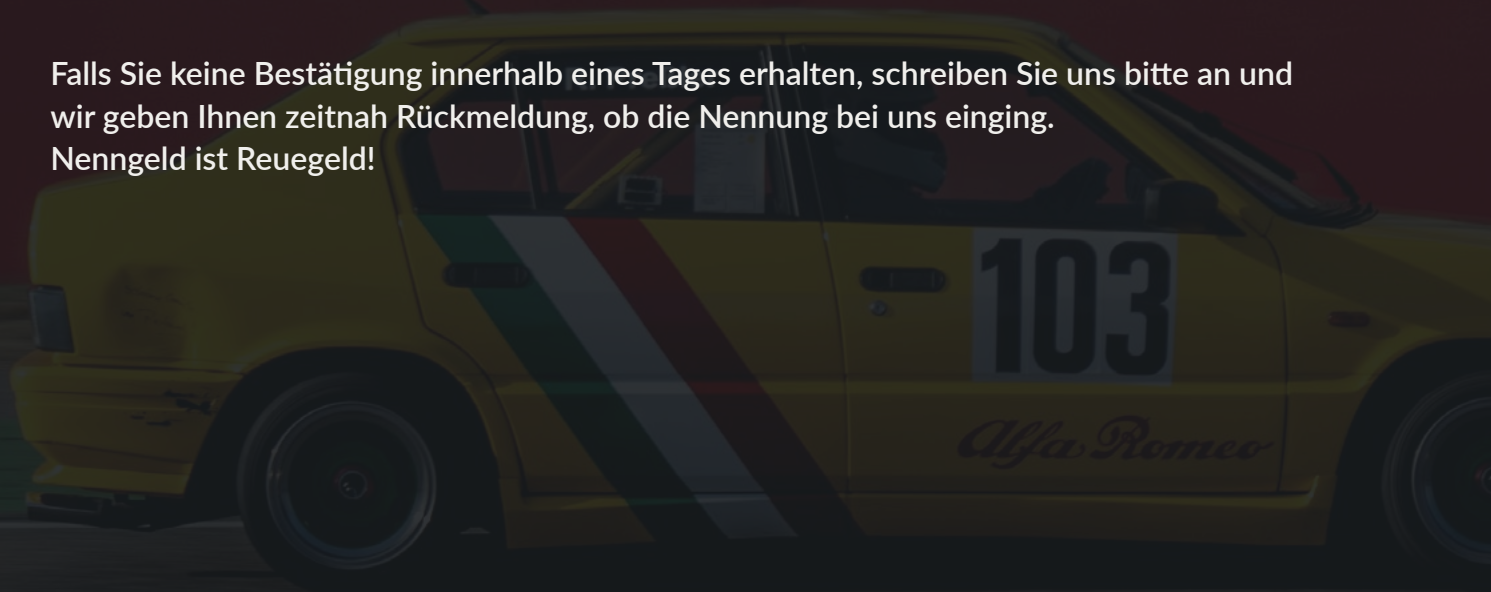 Falls Sie keine Bestätigung innerhalb eines Tages erhalten, schreiben Sie uns bitte an und
wir geben Ihnen zeitnah Rückmeldung, ob die Nennung bei uns einging.
Nenngeld ist Reuegeld!
103
Alfa Romeo